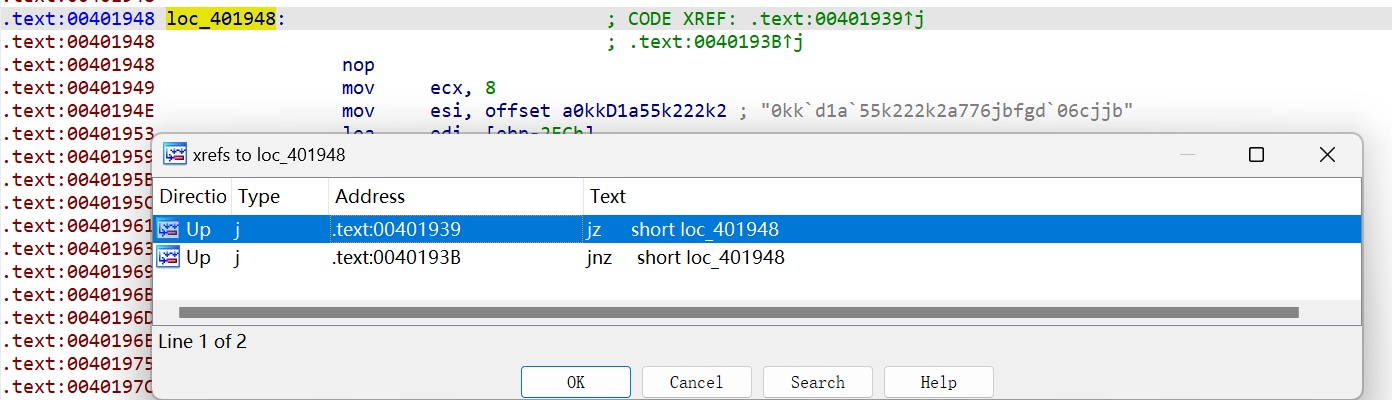 .text:00401948 loc_401948: ; CODE XREF: .text:00401939↑j
.text:00401948 ; .text:0040193B↑j
.text:00401948 nop
.text:00401949 mov ecx, 8
.text:0040194E mov esi, offset a0kkD1a55k222k2 ; "0kk`d1a`55k222k2a776jbfgd`06cjjb"
.text:00401953
.text:00401959
xrefs to loc_401948
.text:0040195B
Directio Type Address Text
.text:0040195C
Up j .text:00401939 jz short loc_401948
.text:00401961
Up j .text:0040193B jnz short loc_401948
.text:00401963
.text:00401969
.text:0040196B
.text:0040196D
.text:0040196E
Line 1 of 2
.text:00401975
.text:0040197C
OK Cancel Search Help